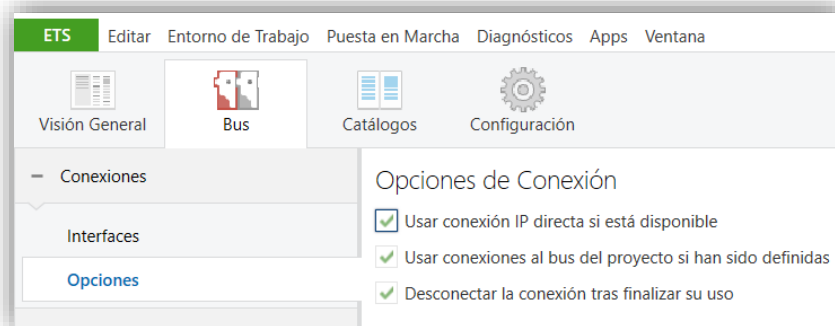 ETS Editar Entorno de Trabajo Puesta en Marcha Diagnósticos Apps Ventana
Visión General Bus Catálogos Configuración
Conexiones
Interfaces
Opciones
Opciones de Conexión
Usar conexión IP directa si está disponible
Usar conexiones al bus del proyecto si han sido definidas
Desconectar la conexión tras finalizar su uso